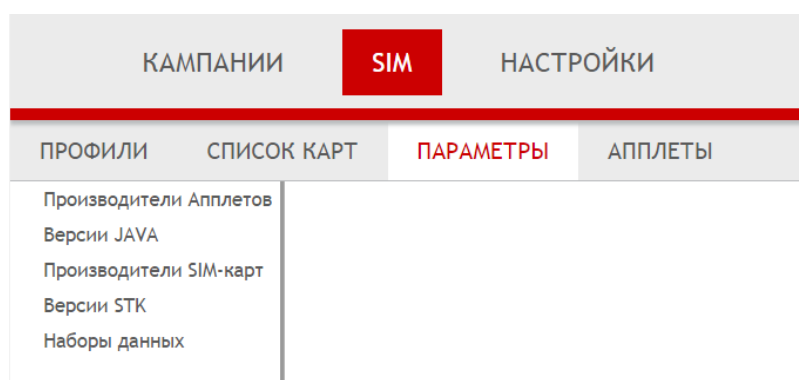 КАМПАНИИ SIM НАСТРОЙКИ
ПРОФИЛИ СПИСОК КАРТ ПАРАМЕТРЫ АППЛЕТЫ
Производители Апплетов
Версии JAVA
Производители SIM-карт
Версии STK
Наборы данных